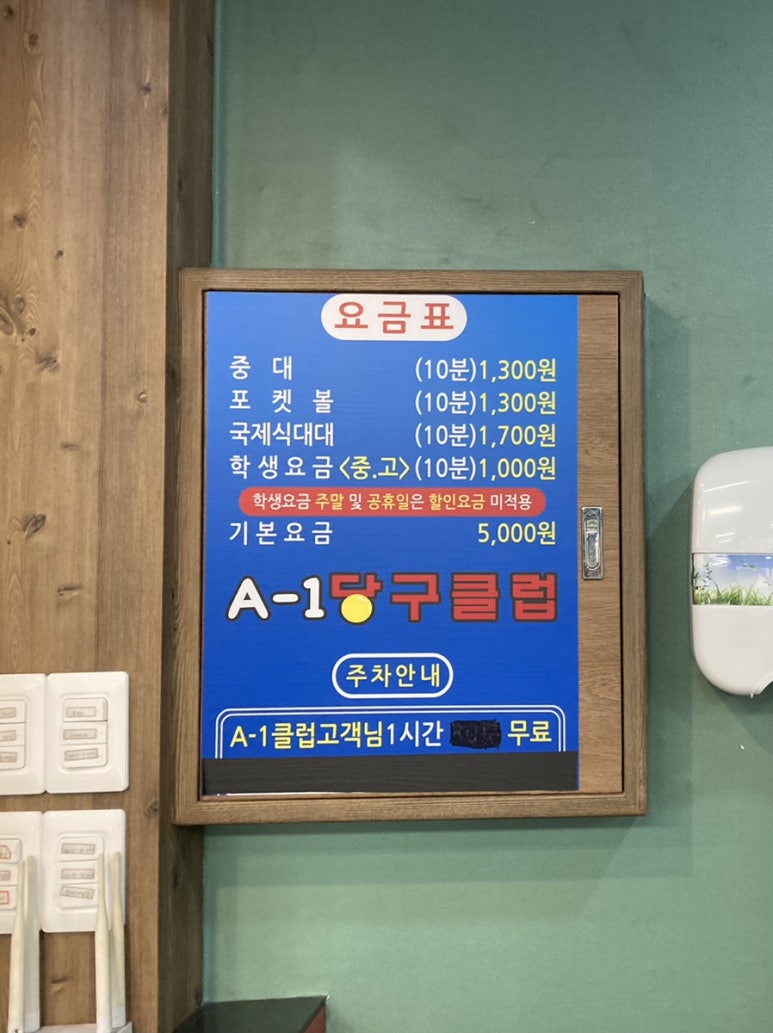 요금표
중 대 (10분)1,300원
포 켓 볼 (10분)1,300원
국제식대대 (10분)1,700원
학생요금<중.고>(10분)1,000원
학생요금 주말 및 공휴일은 할인요금 미적용
기본요금 5,000원
A-1당구클럽
주차안내
A-1클럽고객님1시간 무료